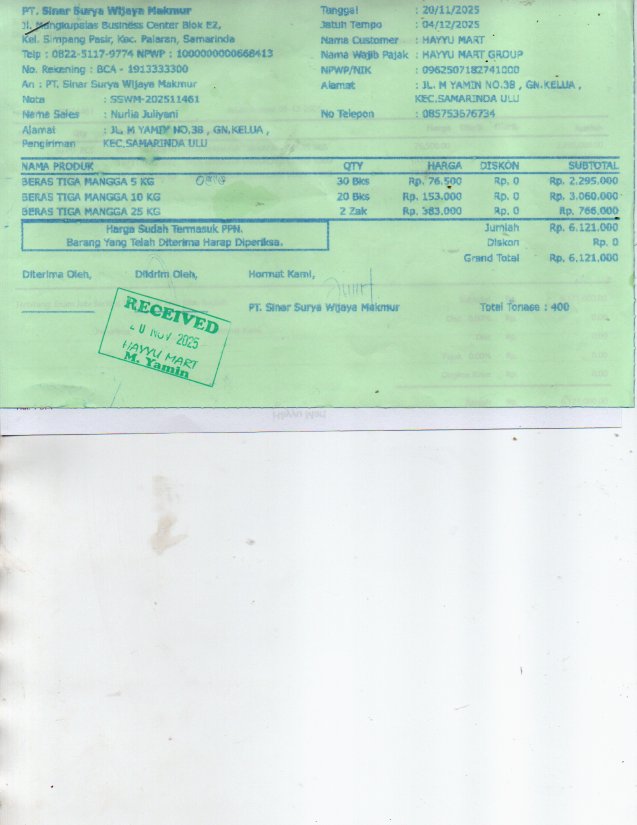 PT. Sinar Surya Wijaya Makmur
Jl. Mangkupalas Business Center Blok E2,
Kel. Simpang Pasir, Kec. Palaran, Samarinda
Telp : 0822-5117-9774 NPWP : 1000000000668413
No. Rekening : BCA - 1913333300
An : PT. Sinar Surya Wijaya Makmur
Nota : SSWM-202511461
Nama Sales : Nurlia Juliyani
Alamat Pengiriman : JL. M YAMIN NO.38 , GN.KELUA ,
KEC.SAMARINDA ULU
Tanggal : 20/11/2025
Jatuh Tempo : 04/12/2025
Nama Customer : HAYYU MART
Nama Wajib Pajak : HAYYU MART GROUP
NPWP/NIK : 0962507182741000
Alamat : JL. M YAMIN NO.38 , GN.KELUA ,
KEC.SAMARINDA ULU
No Telepon : 085753676734
NAMA PRODUK QTY HARGA DISKON SUBTOTAL
BERAS TIGA MANGGA 5 KG 30 Bks Rp. 76.500 Rp. 0 Rp. 2.295.000
BERAS TIGA MANGGA 10 KG 20 Bks Rp. 153.000 Rp. 0 Rp. 3.060.000
BERAS TIGA MANGGA 25 KG 2 Zak Rp. 383.000 Rp. 0 Rp. 766.000
Harga Sudah Termasuk PPN.
Barang Yang Telah Diterima Harap Diperiksa.
Jumlah Rp. 6.121.000
Diskon Rp. 0
Grand Total Rp. 6.121.000
Diterima Oleh, Dikirim Oleh, Hormat Kami,
PT. Sinar Surya Wijaya Makmur Total Tonase : 400
RECEIVED
20 NOV 2025
HAYYU MART
M. Yamin